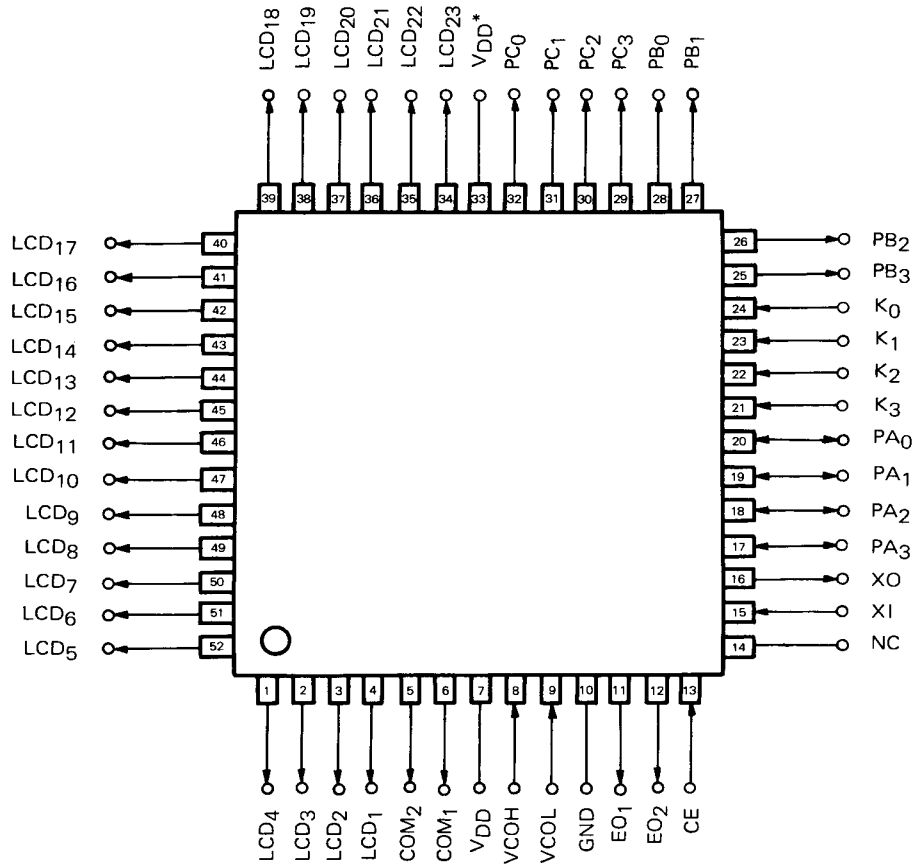 LCD18 LCD19 LCD20 LCD21 LCD22 LCD23 VDD* PC0 PC1 PC2 PC3 PB0 PB1
39 38 37 36 35 34 33 32 31 30 29 28 27
LCD17 40 26 PB2
LCD16 41 25 PB3
LCD15 42 24 K0
LCD14 43 23 K1
LCD13 44 22 K2
LCD12 45 21 K3
LCD11 46 20 PA0
LCD10 47 19 PA1
LCD9 48 18 PA2
LCD8 49 17 PA3
LCD7 50 16 XO
LCD6 51 15 XI
LCD5 52 14 NC
1 2 3 4 5 6 7 8 9 10 11 12 13
LCD4 LCD3 LCD2 LCD1 COM2 COM1 VDD VCOH VCOL GND EO1 EO2 CE